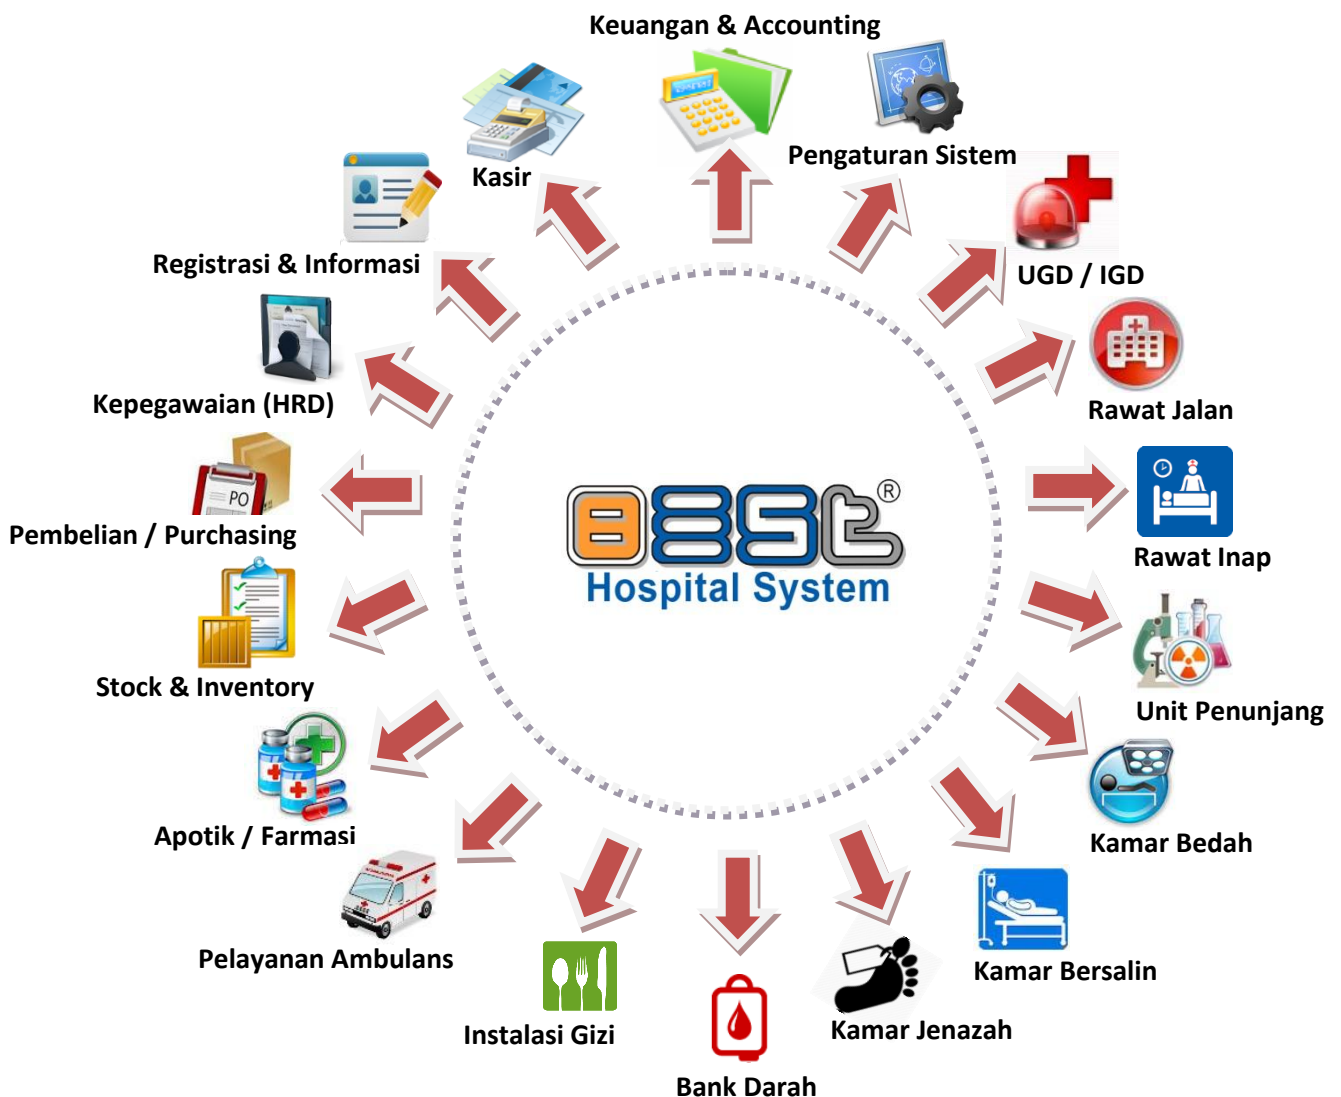 Keuangan & Accounting
Pengaturan Sistem
Kasir
UGD / IGD
Registrasi & Informasi
Rawat Jalan
Kepegawaian (HRD)
PO
Pembelian / Purchasing
BESt®
Hospital System
Rawat Inap
Stock & Inventory
Unit Penunjang
Apotik / Farmasi
Kamar Bedah
Pelayanan Ambulans
Kamar Bersalin
Instalasi Gizi
Kamar Jenazah
Bank Darah